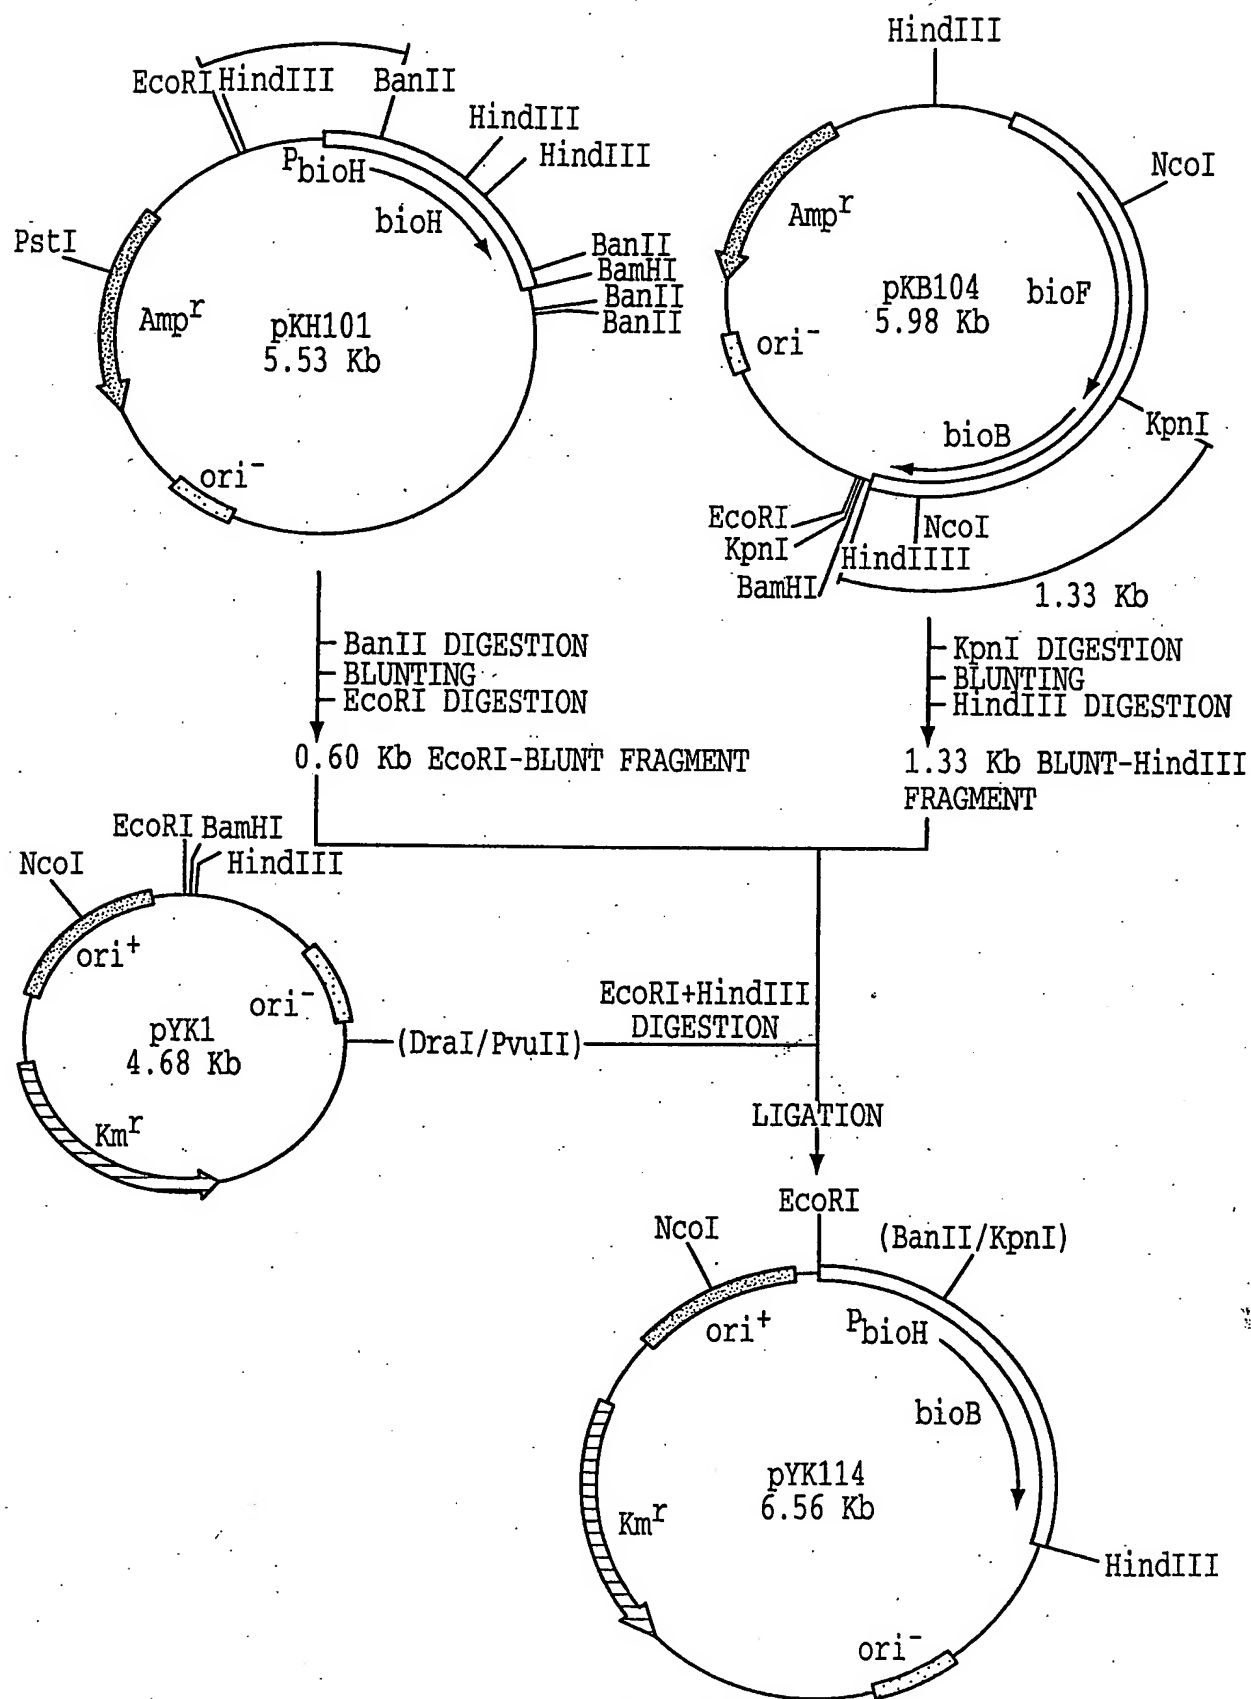 EcoRI HindIII BanII
HindIII
HindIII
PbioH
bioH
PstI
BanII
BamHI
BanII
BanII
Ampr
pKH101
5.53 Kb
ori-
HindIII
NcoI
Ampr
pKB104
5.98 Kb
bioF
ori-
KpnI
bioB
EcoRI
KpnI
NcoI
HindIIII
BamHI
1.33 Kb
BanII DIGESTION
BLUNTING
EcoRI DIGESTION
KpnI DIGESTION
BLUNTING
HindIII DIGESTION
0.60 Kb EcoRI-BLUNT FRAGMENT
1.33 Kb BLUNT-HindIII
FRAGMENT
EcoRI BamHI
NcoI
HindIII
ori+
ori-
pYK1
4.68 Kb
Kmr
(DraI/PvuII)
EcoRI+HindIII
DIGESTION
LIGATION
EcoRI
NcoI
(BanII/KpnI)
ori+
PbioH
bioB
pYK114
6.56 Kb
Kmr
HindIII
ori-